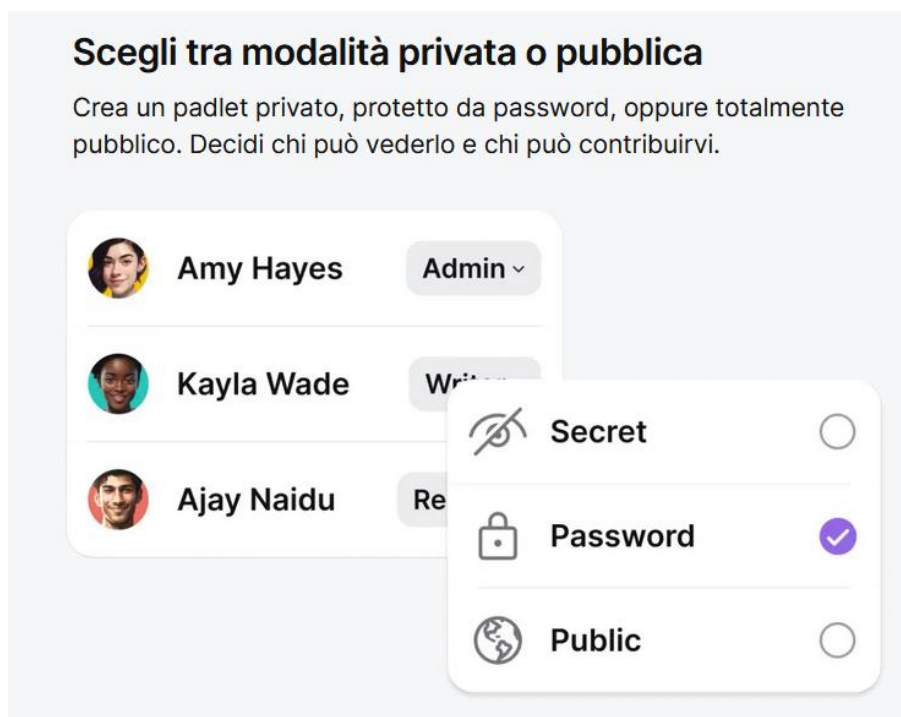 Scegli tra modalità privata o pubblica
Crea un padlet privato, protetto da password, oppure totalmente
pubblico. Decidi chi può vederlo e chi può contribuirvi.
Amy Hayes Admin
Kayla Wade
Ajay Naidu
Secret
Password
Public